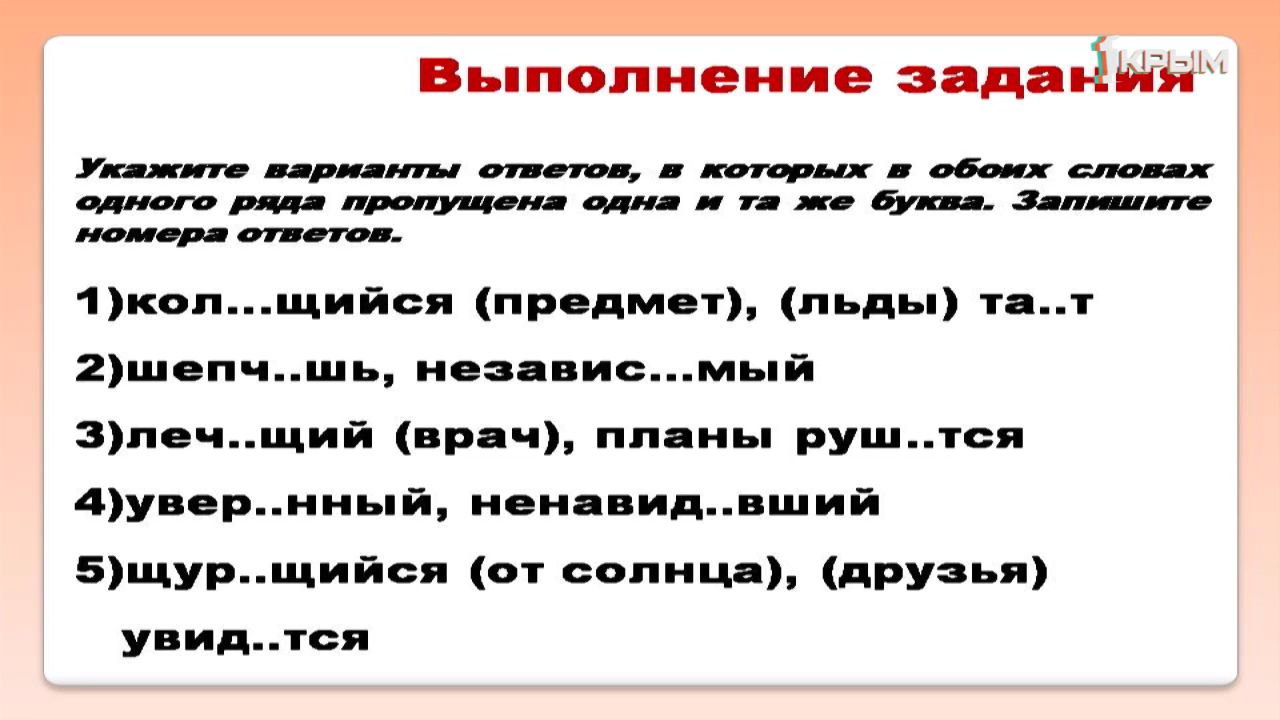 1КРЫМ
Выполнение задания
Укажите варианты ответов, в которых в обоих словах
одного ряда пропущена одна и та же буква. Запишите
номера ответов.
1)кол...щийся (предмет), (льды) та..т
2)шепч..шь, независ...мый
3)леч..щий (врач), планы руш..тся
4)увер..нный, ненавид..вший
5)щур..щийся (от солнца), (друзья)
увид..тся